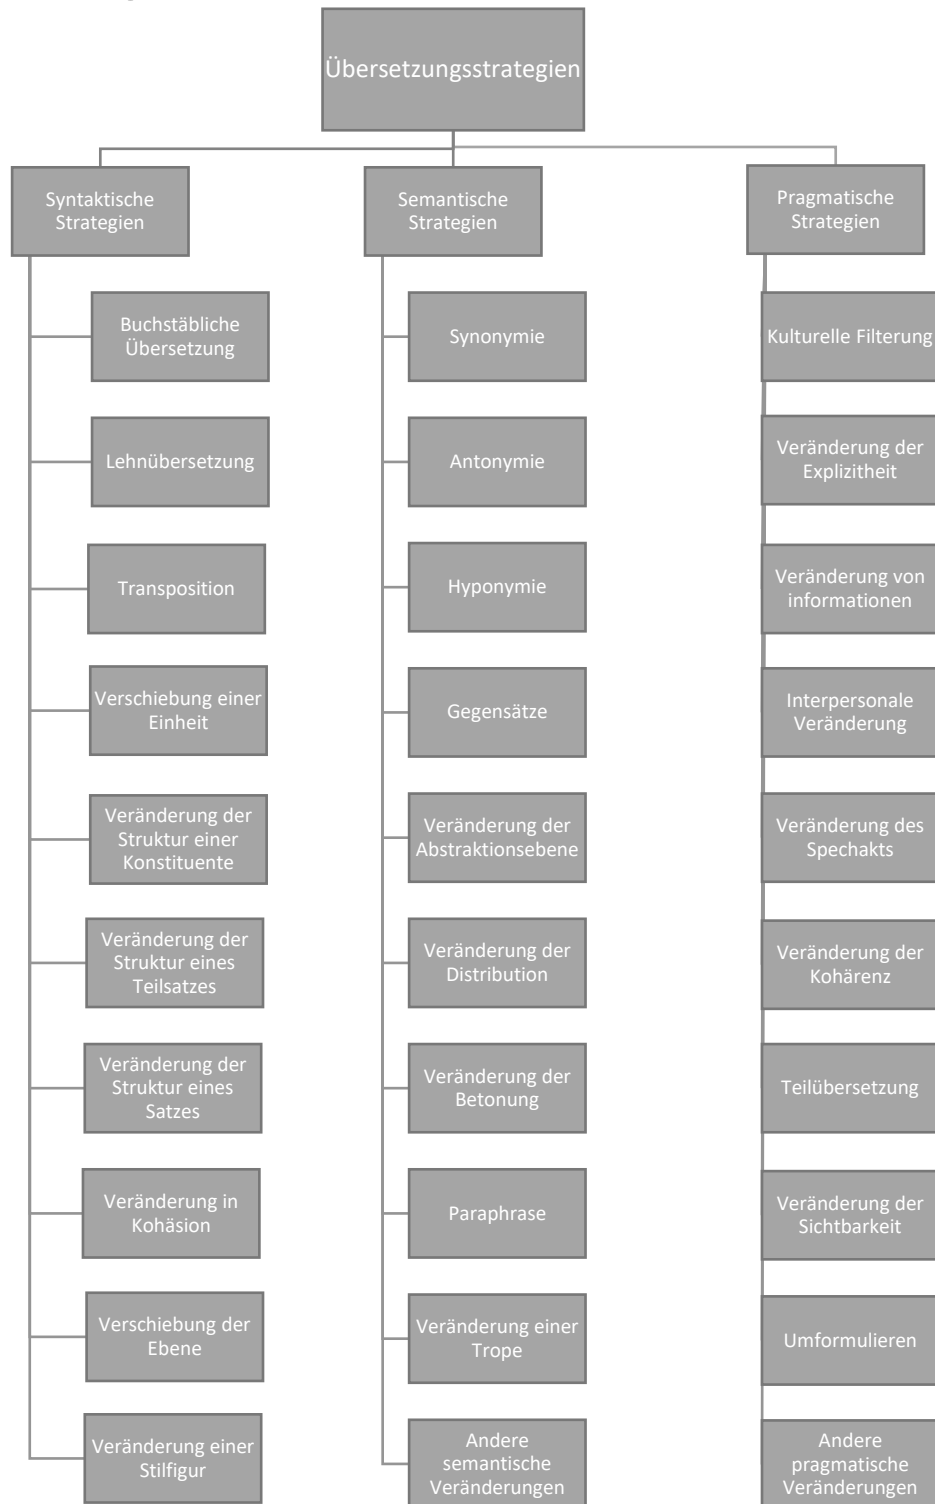 Übersetzungsstrategien
Syntaktische
Strategien
Buchstäbliche
Übersetzung
Lehnübersetzung
Transposition
Verschiebung einer
Einheit
Veränderung der
Struktur einer
Konstituente
Veränderung der
Struktur eines
Teilsatzes
Veränderung der
Struktur eines
Satzes
Veränderung in
Kohäsion
Verschiebung der
Ebene
Veränderung einer
Stilfigur
Semantische
Strategien
Synonymie
Antonymie
Hyponymie
Gegensätze
Veränderung der
Abstraktionsebene
Veränderung der
Distribution
Veränderung der
Betonung
Paraphrase
Veränderung einer
Trope
Andere
semantische
Veränderungen
Pragmatische
Strategien
Kulturelle Filterung
Veränderung der
Explizitheit
Veränderung von
informationen
Interpersonale
Veränderung
Veränderung des
Spechakts
Veränderung der
Kohärenz
Teilübersetzung
Veränderung der
Sichtbarkeit
Umformulieren
Andere
pragmatische
Veränderungen